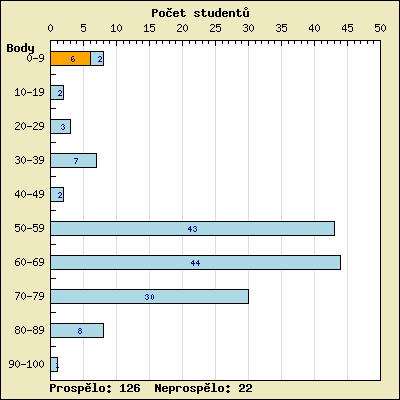 Počet studentů
0 5 10 15 20 25 30 35 40 45 50
Body
0-9 6 2
10-19 2
20-29 3
30-39 7
40-49 2
50-59 43
60-69 44
70-79 30
80-89 8
90-100 1
Prospělo: 126 Neprospělo: 22